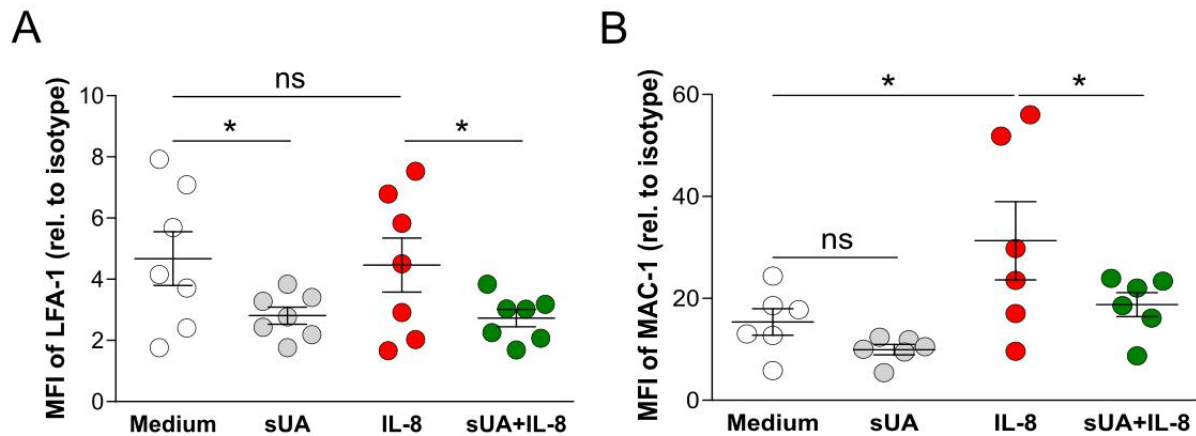 A
MFI of LFA-1 (rel. to isotype)
10
8
6
4
2
0
ns
*
*
Medium
sUA
IL-8
sUA+IL-8
B
MFI of MAC-1 (rel. to isotype)
60
40
20
0
*
*
ns
Medium
sUA
IL-8
sUA+IL-8